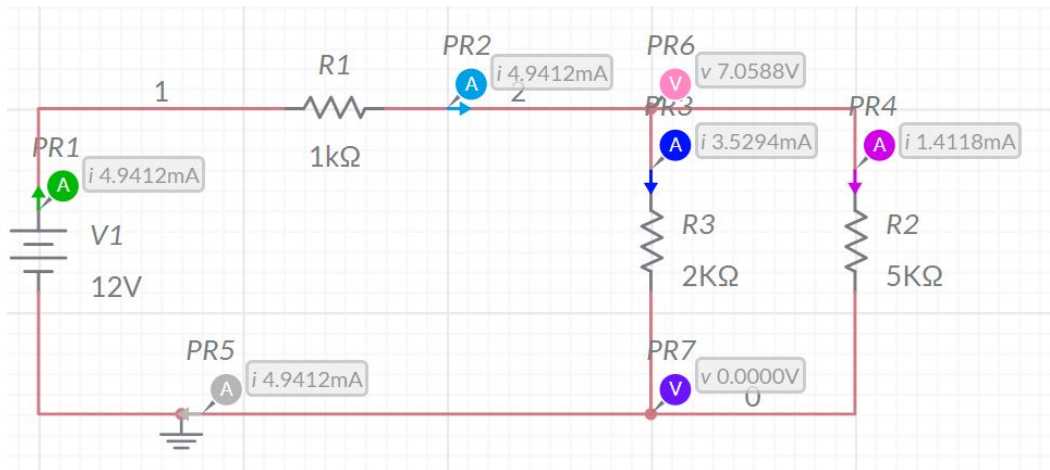 PR2
i 4.9412mA
R1
1
2
1kΩ
PR6
v 7.0588V
V
PR3
A
i 3.5294mA
PR4
A
i 1.4118mA
PR1
A
i 4.9412mA
A
V1
12V
R3
2KΩ
R2
5KΩ
PR5
A
i 4.9412mA
PR7
V
v 0.0000V
0